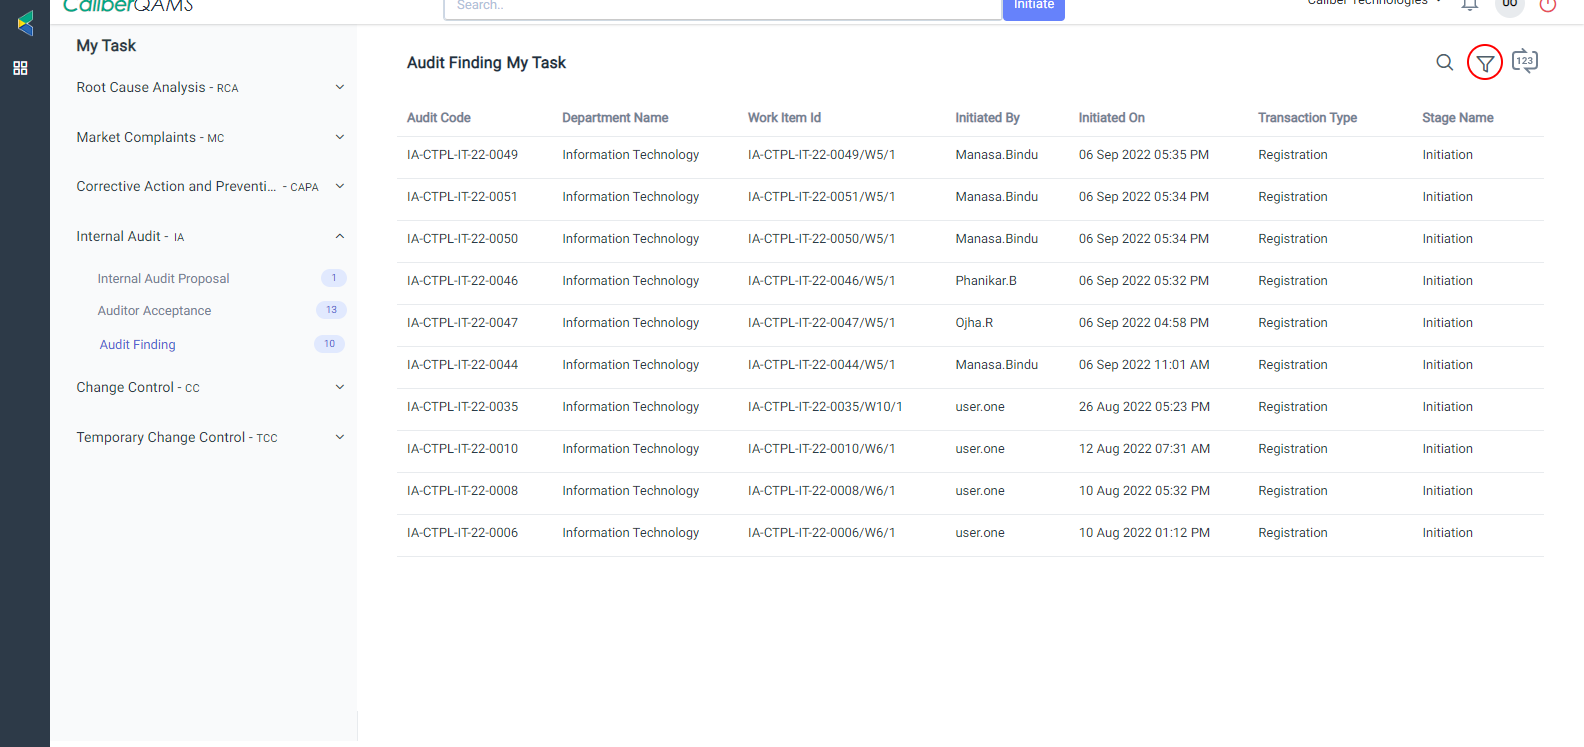 CaliberQAMS
Search..
Initiate
Caliber Technologies
My Task
Root Cause Analysis - RCA
Market Complaints - MC
Corrective Action and Preventi... - CAPA
Internal Audit - IA
Internal Audit Proposal 1
Auditor Acceptance 13
Audit Finding 10
Change Control - CC
Temporary Change Control - TCC
Audit Finding My Task
123
Audit Code Department Name Work Item Id Initiated By Initiated On Transaction Type Stage Name
IA-CTPL-IT-22-0049 Information Technology IA-CTPL-IT-22-0049/W5/1 Manasa.Bindu 06 Sep 2022 05:35 PM Registration Initiation
IA-CTPL-IT-22-0051 Information Technology IA-CTPL-IT-22-0051/W5/1 Manasa.Bindu 06 Sep 2022 05:34 PM Registration Initiation
IA-CTPL-IT-22-0050 Information Technology IA-CTPL-IT-22-0050/W5/1 Manasa.Bindu 06 Sep 2022 05:34 PM Registration Initiation
IA-CTPL-IT-22-0046 Information Technology IA-CTPL-IT-22-0046/W5/1 Phanikar.B 06 Sep 2022 05:32 PM Registration Initiation
IA-CTPL-IT-22-0047 Information Technology IA-CTPL-IT-22-0047/W5/1 Ojha.R 06 Sep 2022 04:58 PM Registration Initiation
IA-CTPL-IT-22-0044 Information Technology IA-CTPL-IT-22-0044/W5/1 Manasa.Bindu 06 Sep 2022 11:01 AM Registration Initiation
IA-CTPL-IT-22-0035 Information Technology IA-CTPL-IT-22-0035/W10/1 user.one 26 Aug 2022 05:23 PM Registration Initiation
IA-CTPL-IT-22-0010 Information Technology IA-CTPL-IT-22-0010/W6/1 user.one 12 Aug 2022 07:31 AM Registration Initiation
IA-CTPL-IT-22-0008 Information Technology IA-CTPL-IT-22-0008/W6/1 user.one 10 Aug 2022 05:32 PM Registration Initiation
IA-CTPL-IT-22-0006 Information Technology IA-CTPL-IT-22-0006/W6/1 user.one 10 Aug 2022 01:12 PM Registration Initiation